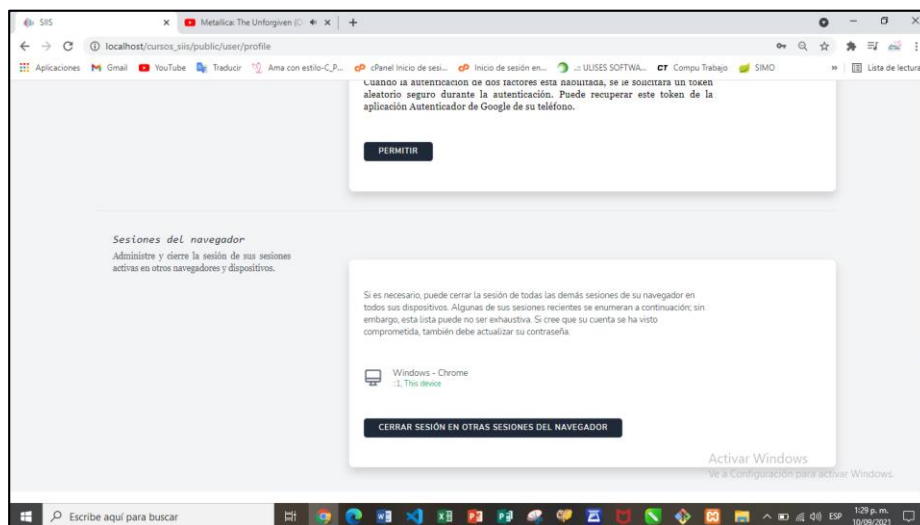 SIIS
Metallica: The Unforgiven (O
localhost/cursos_siis/public/user/profile
Aplicaciones Gmail YouTube Traducir Ama con estilo-C_P... cPanel Inicio de sesi... Inicio de sesión en... ..:: ULISES SOFTWA... CT Compu Trabajo SIMO » Lista de lectura
Cuando la autenticación de dos factores está habilitada, se le solicitará un token
aleatorio seguro durante la autenticación. Puede recuperar este token de la
aplicación Autenticador de Google de su teléfono.
PERMITIR
Sesiones del navegador
Administre y cierre la sesión de sus sesiones
activas en otros navegadores y dispositivos.
Si es necesario, puede cerrar la sesión de todas las demás sesiones de su navegador en
todos sus dispositivos. Algunas de sus sesiones recientes se enumeran a continuación; sin
embargo, esta lista puede no ser exhaustiva. Si cree que su cuenta se ha visto
comprometida, también debe actualizar su contraseña.
Windows - Chrome
::1, This device
CERRAR SESIÓN EN OTRAS SESIONES DEL NAVEGADOR
Activar Windows
Ve a Configuración para activar Windows.
Escribe aquí para buscar
ESP
1:29 p. m.
10/09/2021